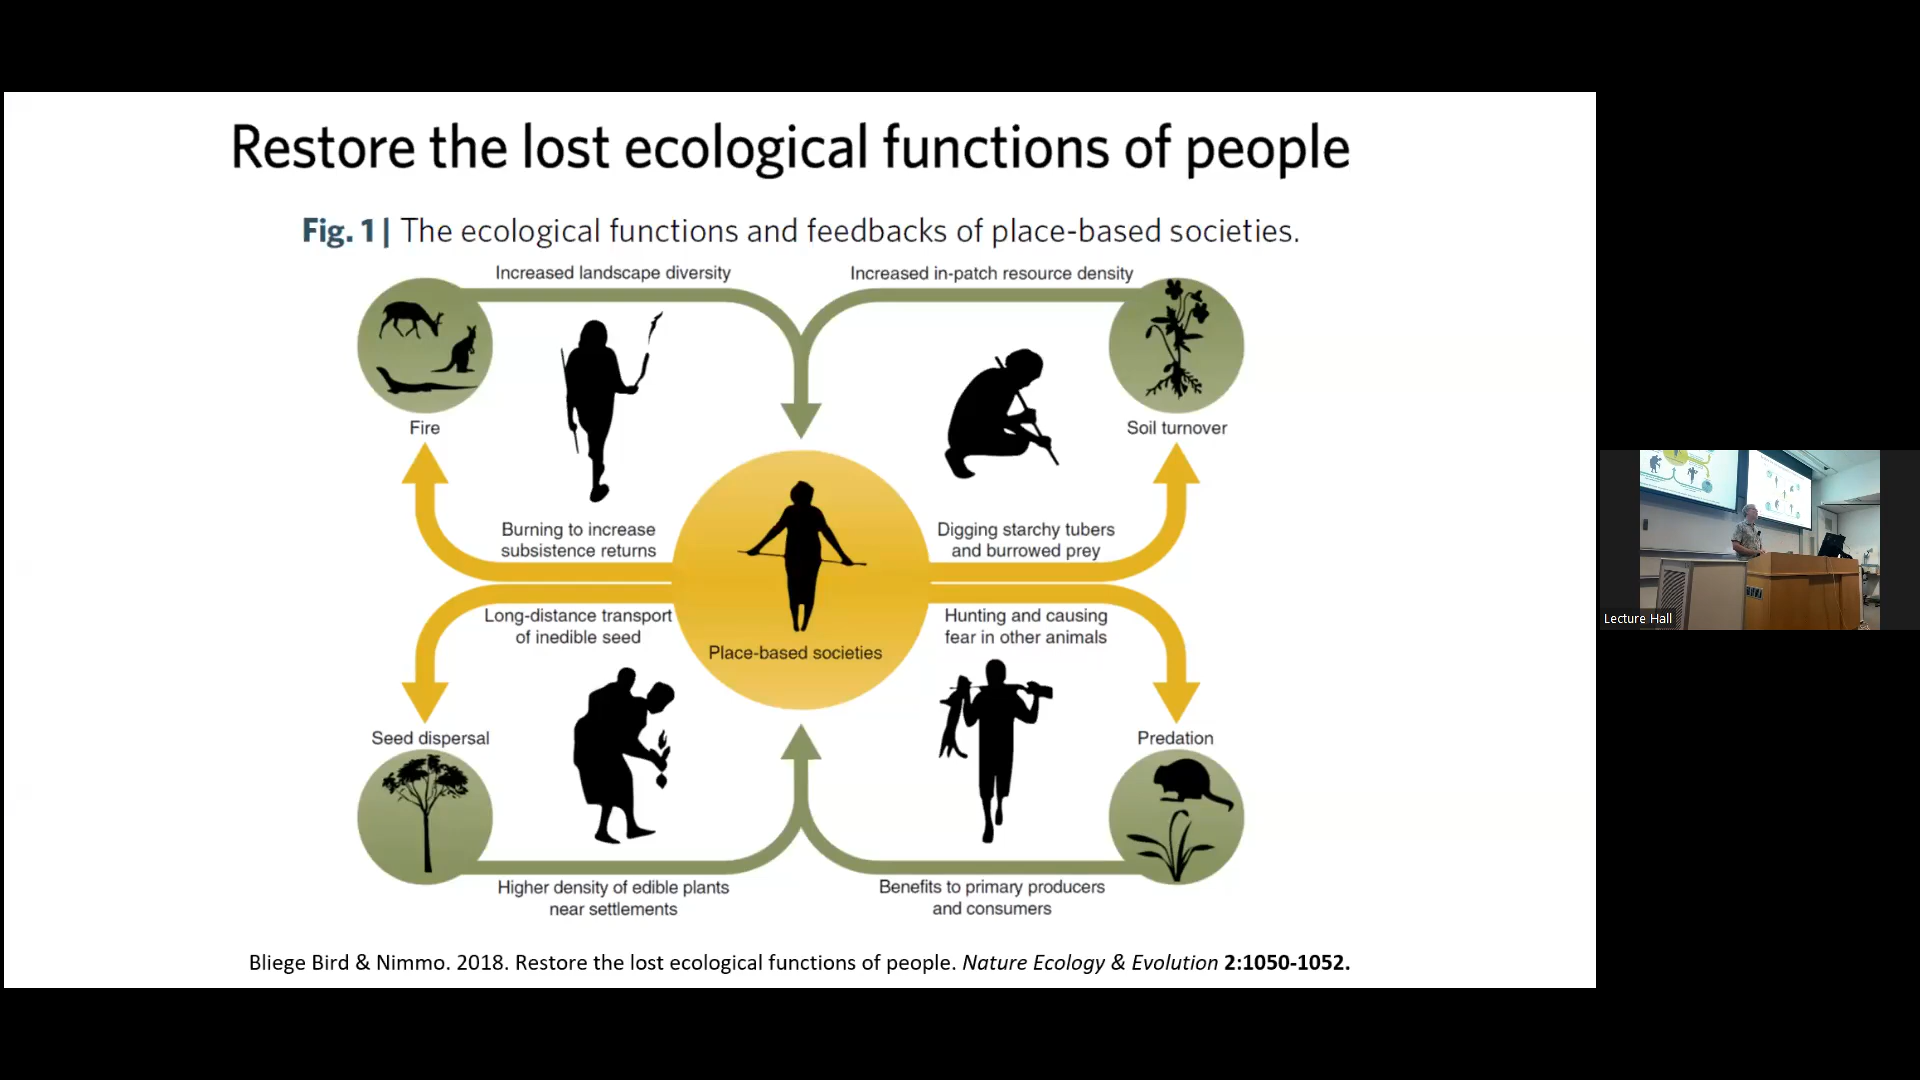 Restore the lost ecological functions of people
Fig. 1| The ecological functions and feedbacks of place-based societies.
Increased landscape diversity
Increased in-patch resource density
Fire
Soil turnover
Burning to increase
subsistence returns
Digging starchy tubers
and burrowed prey
Long-distance transport
of inedible seed
Hunting and causing
fear in other animals
Place-based societies
Seed dispersal
Predation
Higher density of edible plants
near settlements
Benefits to primary producers
and consumers
Bliege Bird & Nimmo. 2018. Restore the lost ecological functions of people. Nature Ecology & Evolution 2:1050-1052.
Lecture Hall